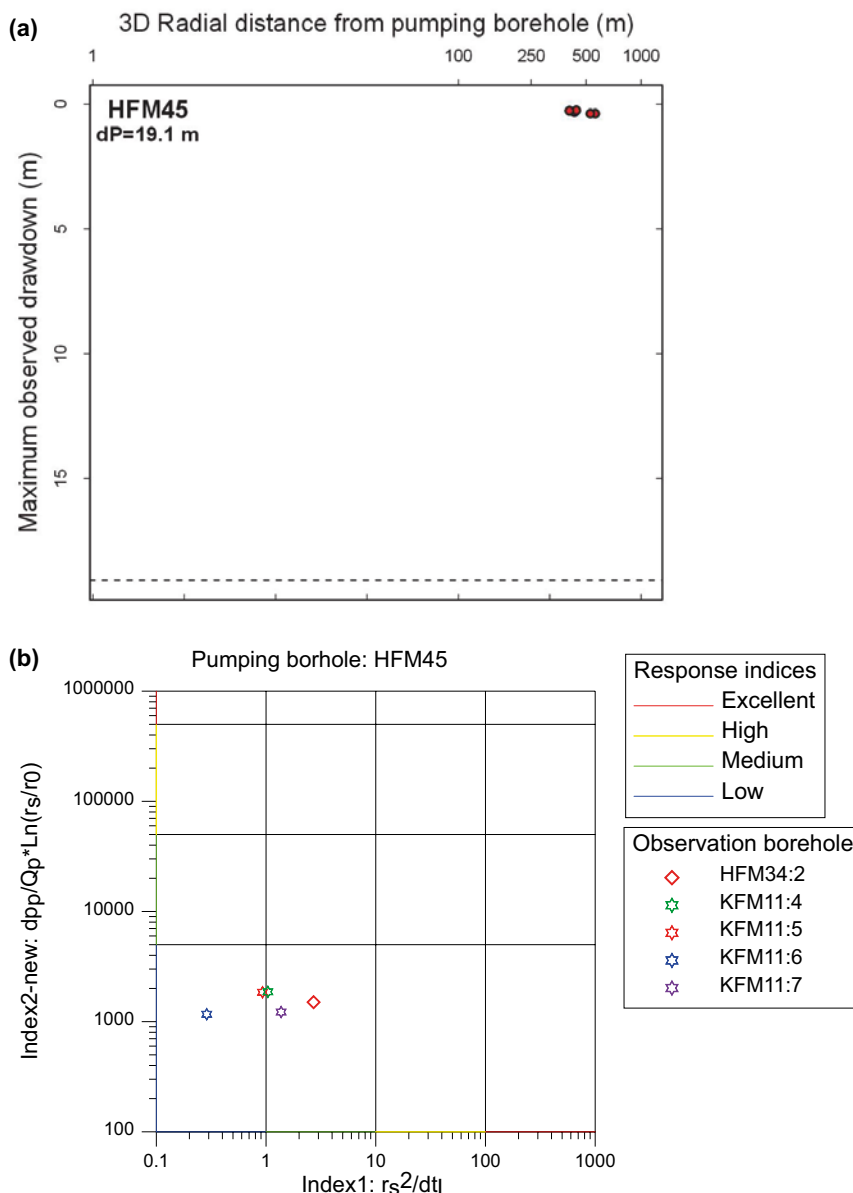 (a)
3D Radial distance from pumping borehole (m)
1 100 250 500 1000
HFM45
dP=19.1 m
Maximum observed drawdown (m)
0
5
10
15
(b)
Pumping borhole: HFM45
Index2-new: dpp/Qp*Ln(rs/r0)
1000000
100000
10000
1000
100
0.1 1 10 100 1000
Index1: rs²/dtL
Response indices
Excellent
High
Medium
Low
Observation borehole
HFM34:2
KFM11:4
KFM11:5
KFM11:6
KFM11:7